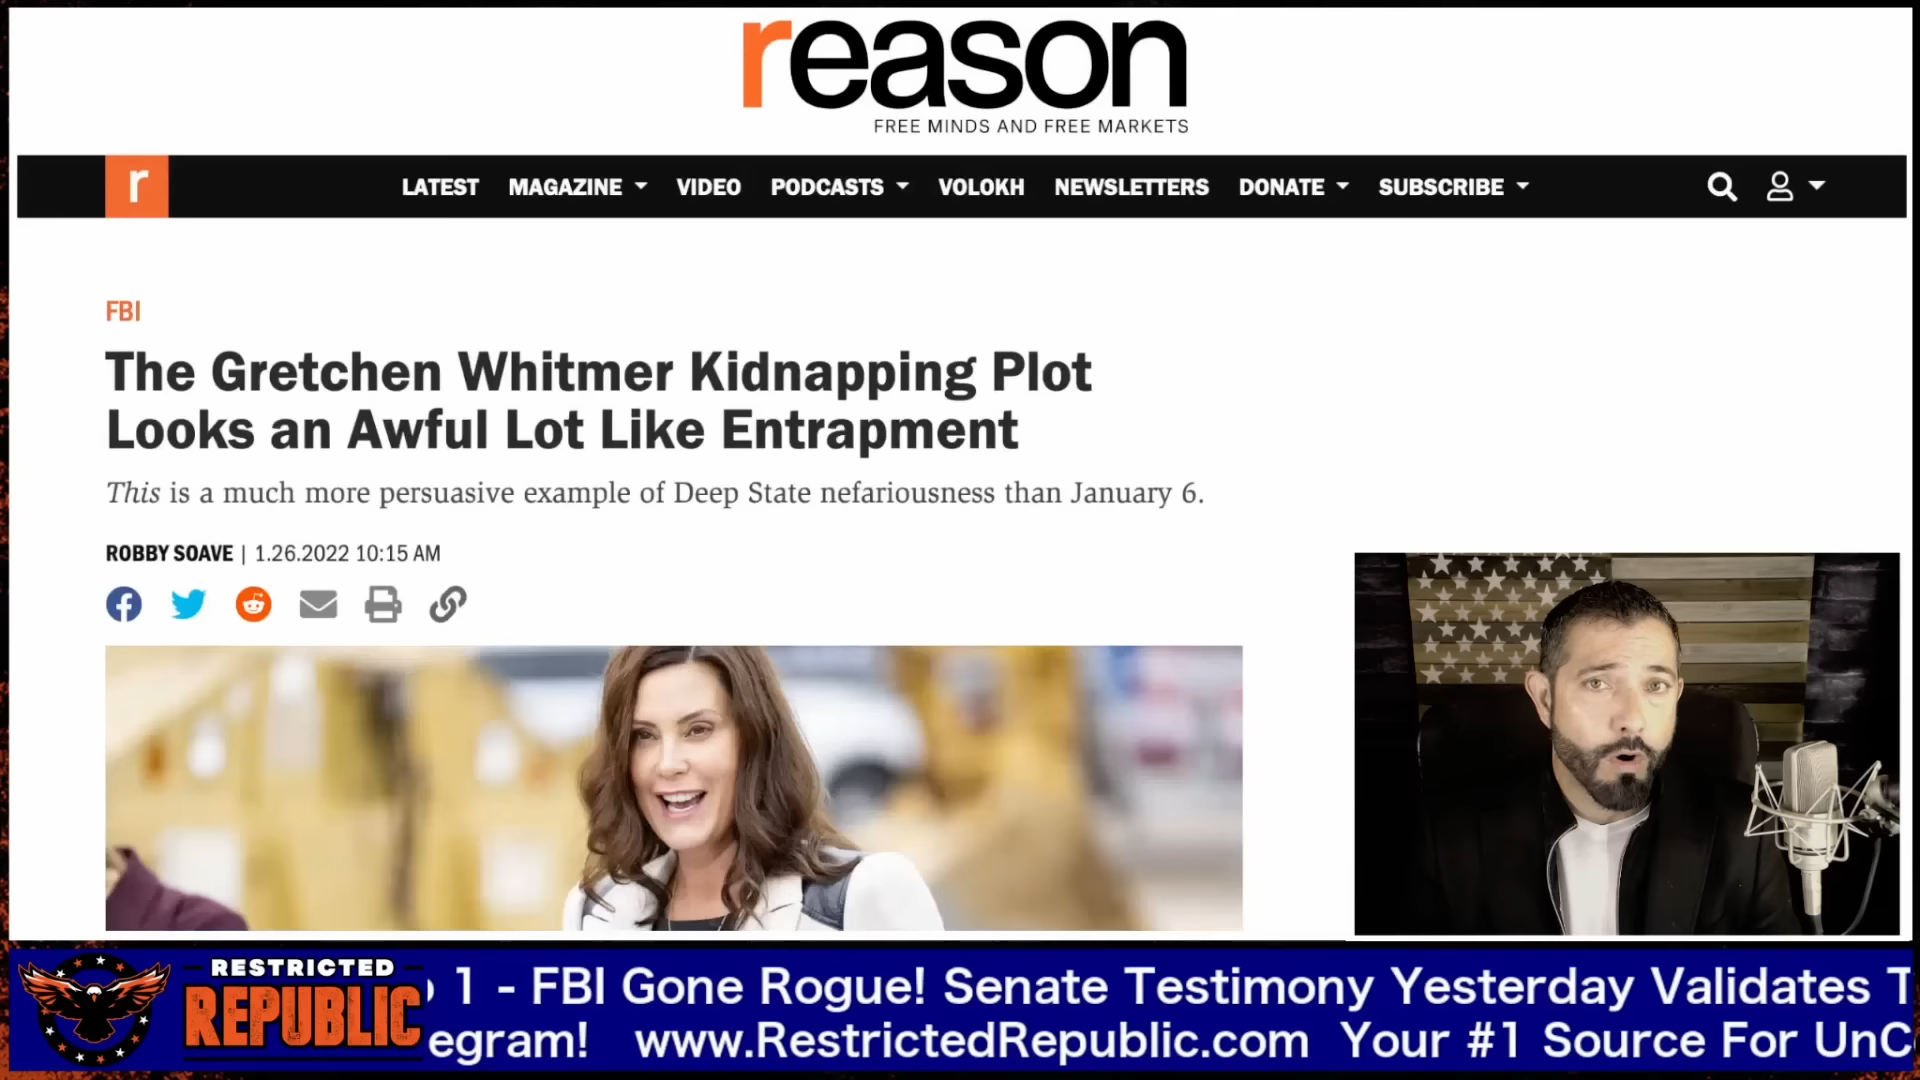 reason
FREE MINDS AND FREE MARKETS
r LATEST MAGAZINE VIDEO PODCASTS VOLOKH NEWSLETTERS DONATE SUBSCRIBE
FBI
The Gretchen Whitmer Kidnapping Plot
Looks an Awful Lot Like Entrapment
This is a much more persuasive example of Deep State nefariousness than January 6.
ROBBY SOAVE | 1.26.2022 10:15 AM
RESTRICTED
REPUBLIC
1 - FBI Gone Rogue! Senate Testimony Yesterday Validates T
egram! www.RestrictedRepublic.com Your #1 Source For UnC